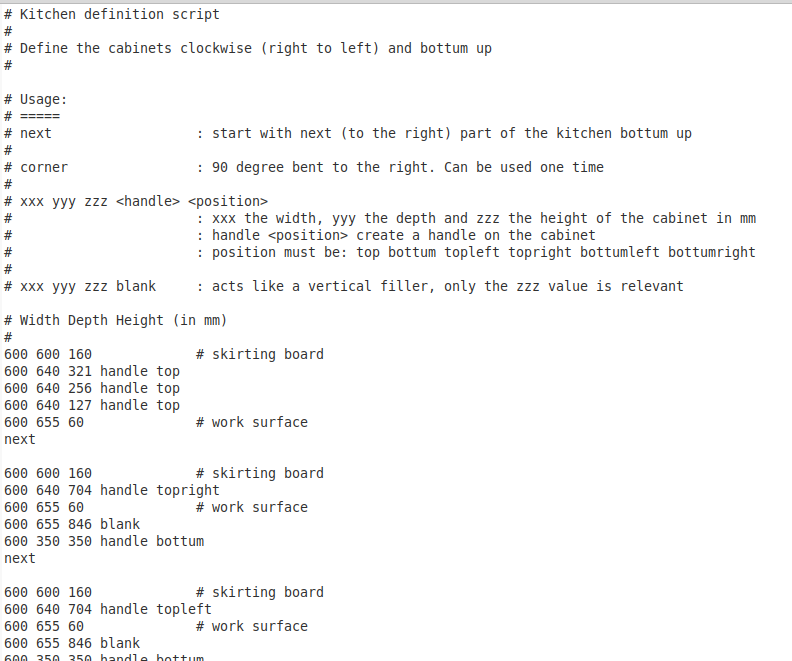 # Kitchen definition script
#
# Define the cabinets clockwise (right to left) and bottum up
#
# Usage:
# =====
# next                  : start with next (to the right) part of the kitchen bottum up
#
# corner                : 90 degree bent to the right. Can be used one time
#
# xxx yyy zzz <handle> <position>
#                       : xxx the width, yyy the depth and zzz the height of the cabinet in mm
#                       : handle <position> create a handle on the cabinet
#                       : position must be: top bottum topleft topright bottumleft bottumright
#
# xxx yyy zzz blank     : acts like a vertical filler, only the zzz value is relevant
# Width Depth Height (in mm)
#
600 600 160             # skirting board
600 640 321 handle top
600 640 256 handle top
600 640 127 handle top
600 655 60              # work surface
next
600 600 160             # skirting board
600 640 704 handle topright
600 655 60              # work surface
600 655 846 blank
600 350 350 handle bottum
next
600 600 160             # skirting board
600 640 704 handle topleft
600 655 60              # work surface
600 655 846 blank
600 350 350 handle bottum